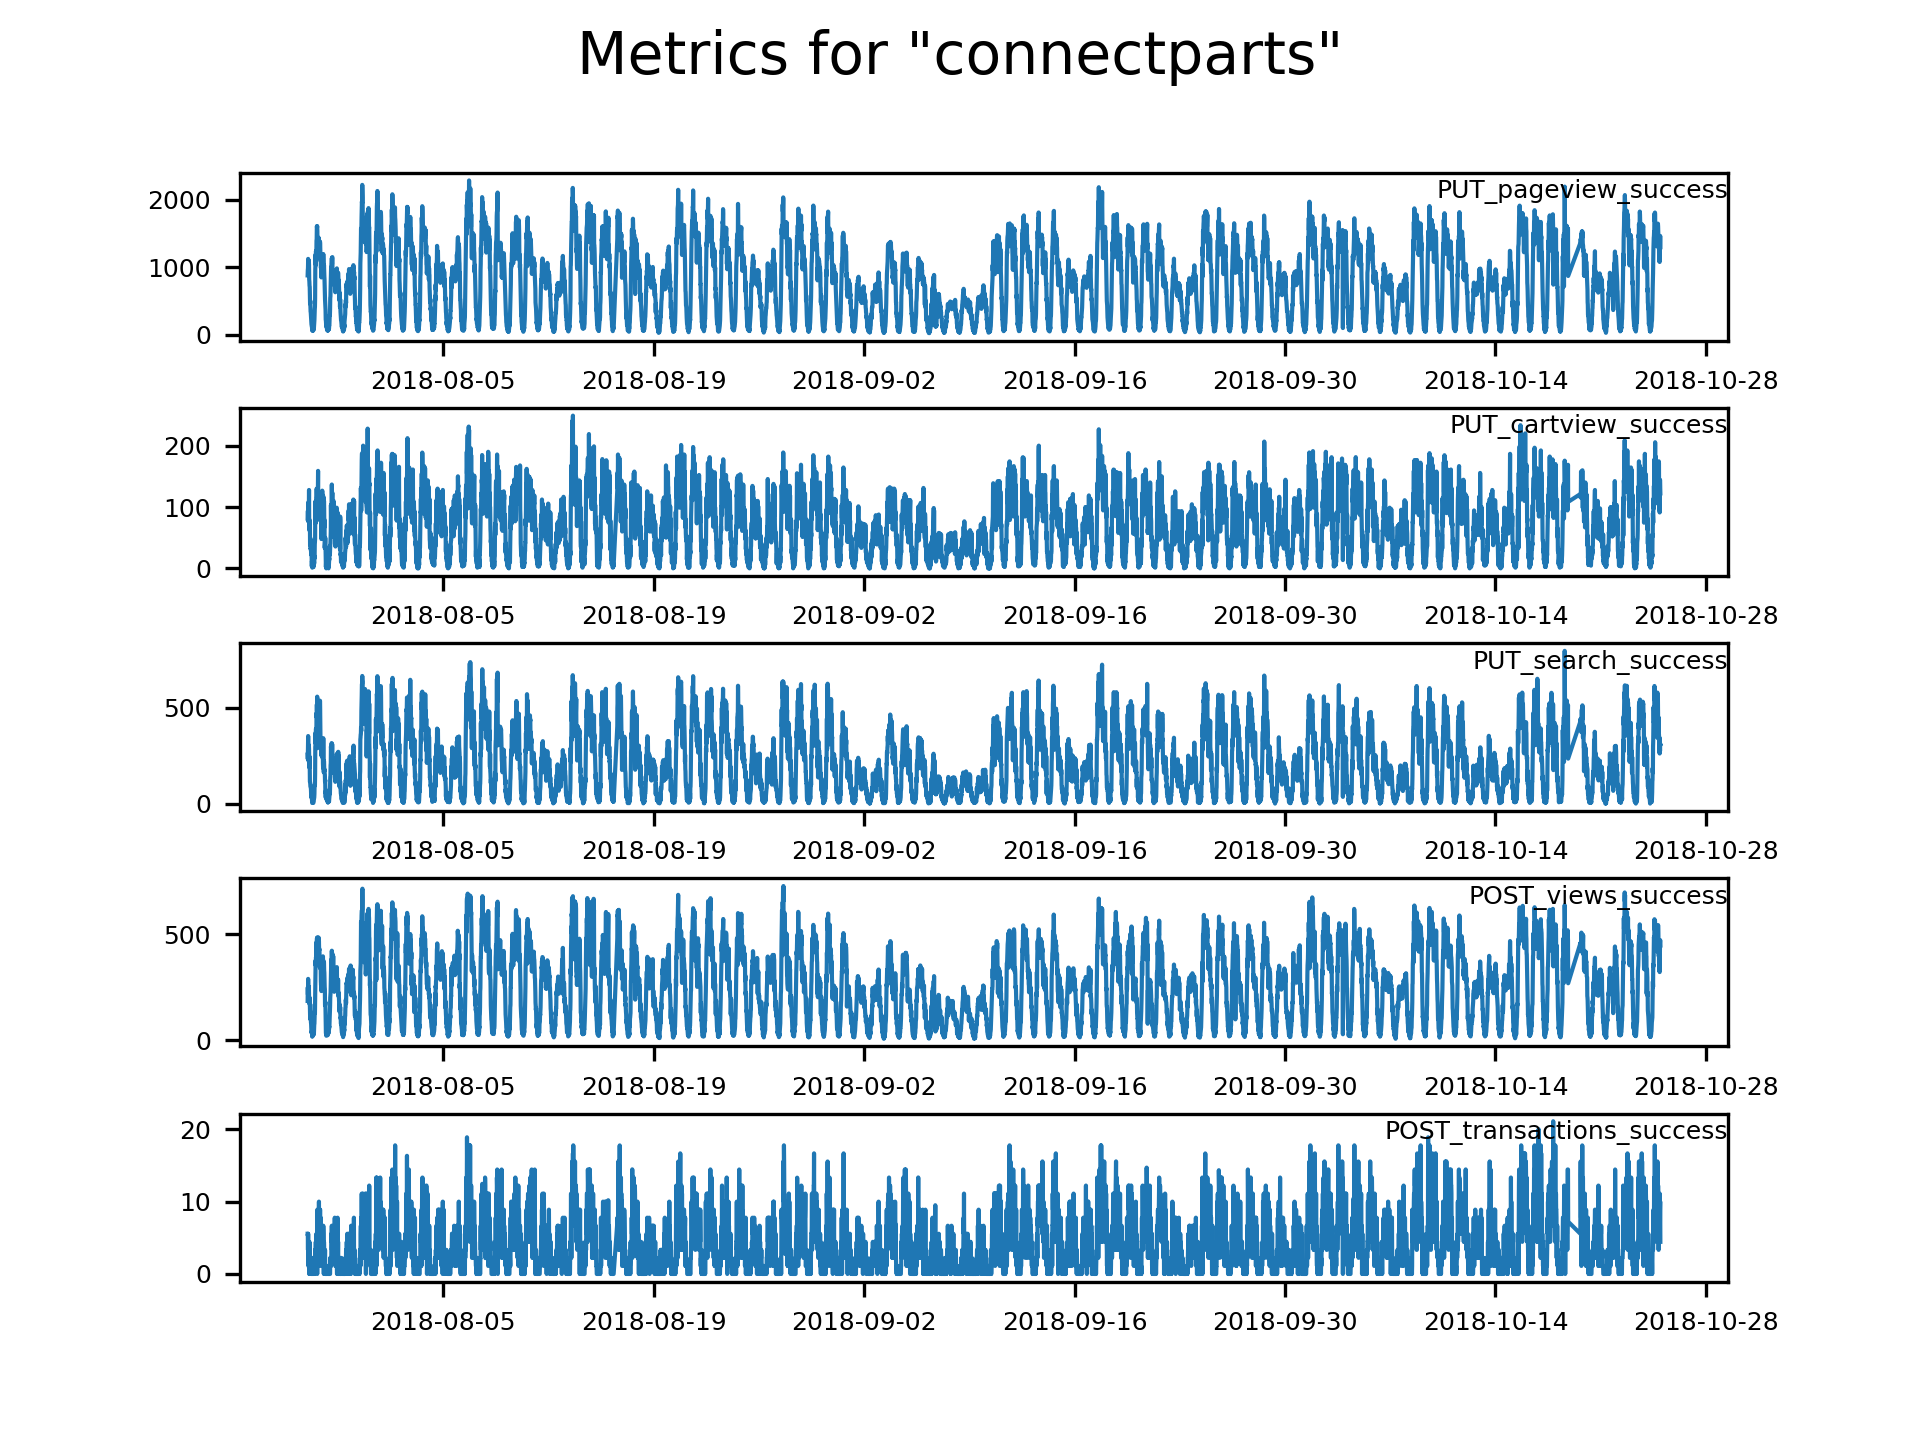 Metrics for "connectparts"
PUT_pageview_success
2000
1000
0
2018-08-05 2018-08-19 2018-09-02 2018-09-16 2018-09-30 2018-10-14 2018-10-28
PUT_cartview_success
200
100
0
2018-08-05 2018-08-19 2018-09-02 2018-09-16 2018-09-30 2018-10-14 2018-10-28
PUT_search_success
500
0
2018-08-05 2018-08-19 2018-09-02 2018-09-16 2018-09-30 2018-10-14 2018-10-28
POST_views_success
500
0
2018-08-05 2018-08-19 2018-09-02 2018-09-16 2018-09-30 2018-10-14 2018-10-28
POST_transactions_success
20
10
0
2018-08-05 2018-08-19 2018-09-02 2018-09-16 2018-09-30 2018-10-14 2018-10-28